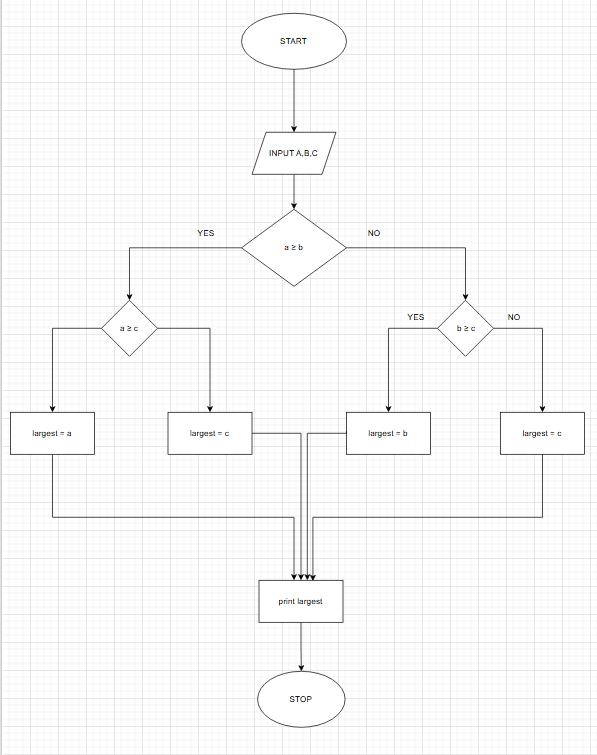 START
INPUT A,B,C
a ≥ b
YES
NO
a ≥ c
b ≥ c
YES
NO
largest = a
largest = c
largest = b
largest = c
print largest
STOP